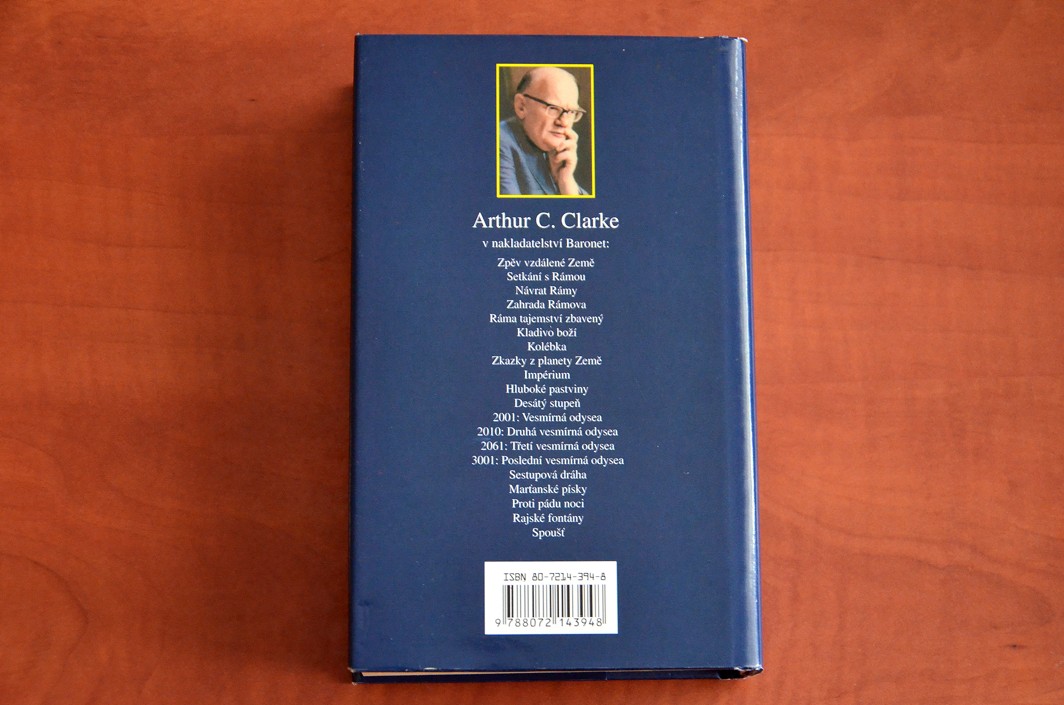 Arthur C. Clarke
v nakladatelství Baronet:
Zpěv vzdálené Země
Setkání s Rámou
Návrat Rámy
Zahrada Rámova
Ráma tajemství zbavený
Kladivo boží
Kolébka
Zkazky z planety Země
Impérium
Hluboké pastviny
Desátý stupeň
2001: Vesmírná odysea
2010: Druhá vesmírná odysea
2061: Třetí vesmírná odysea
3001: Poslední vesmírná odysea
Sestupová dráha
Marťanské písky
Proti pádu noci
Rajské fontány
Spoušť
ISBN 80-7214-394-8
9 788072 143948